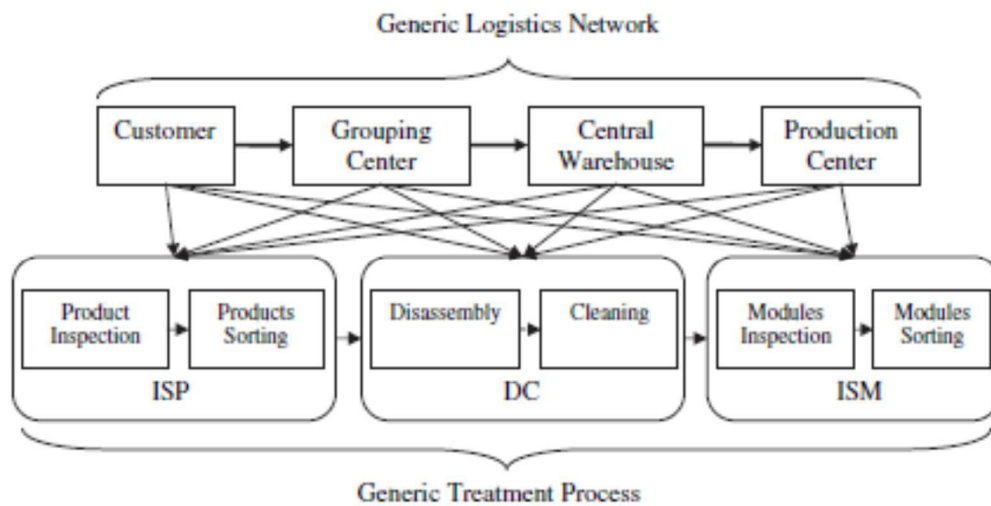 Generic Logistics Network
Customer
Grouping
Center
Central
Warehouse
Production
Center
Product
Inspection
Products
Sorting
ISP
Disassembly
Cleaning
DC
Modules
Inspection
Modules
Sorting
ISM
Generic Treatment Process